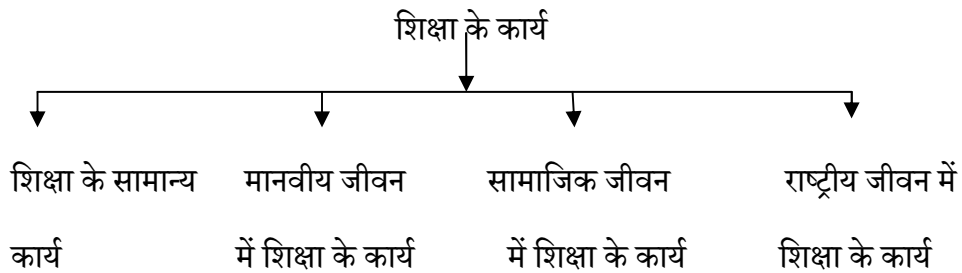 शिक्षा के कार्य
शिक्षा के सामान्य
कार्य
मानवीय जीवन
में शिक्षा के कार्य
सामाजिक जीवन
में शिक्षा के कार्य
राष्ट्रीय जीवन में
शिक्षा के कार्य